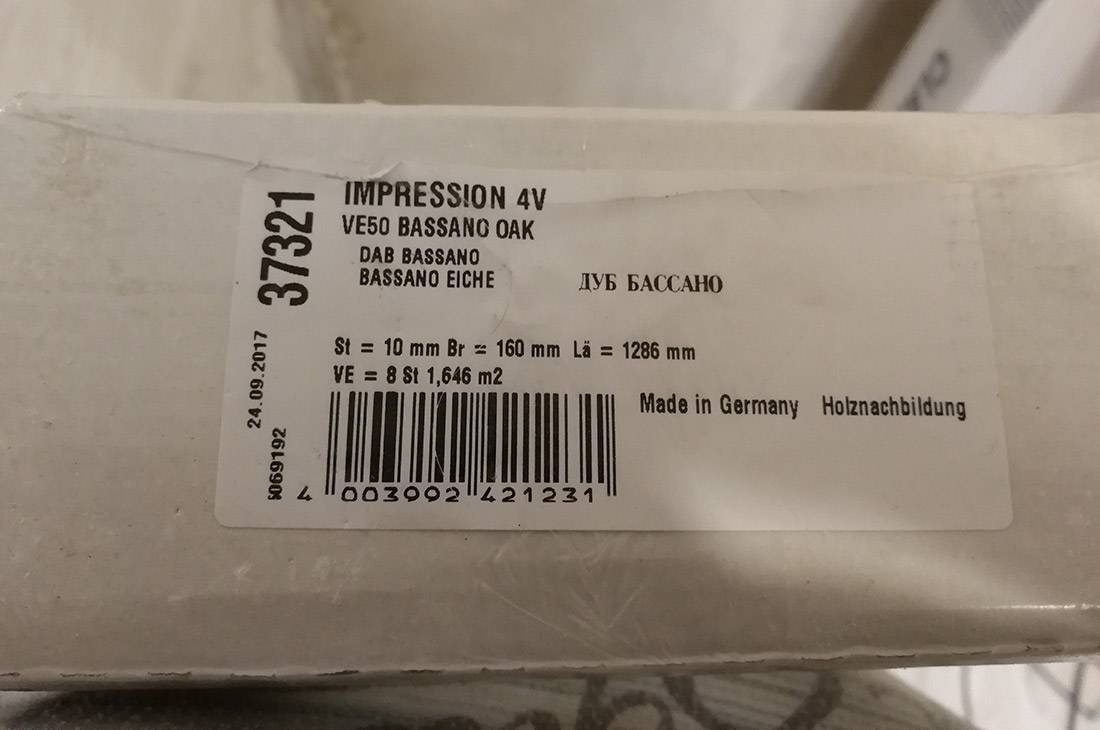 IMPRESSION 4V
VE50 BASSANO OAK
DAB BASSANO
BASSANO EICHE
ДУБ БАССАНО
St = 10 mm Br = 160 mm Lä = 1286 mm
VE = 8 St 1,646 m2
Made in Germany Holznachbildung
4 003992 421231
37321
24.09.2017
6069192